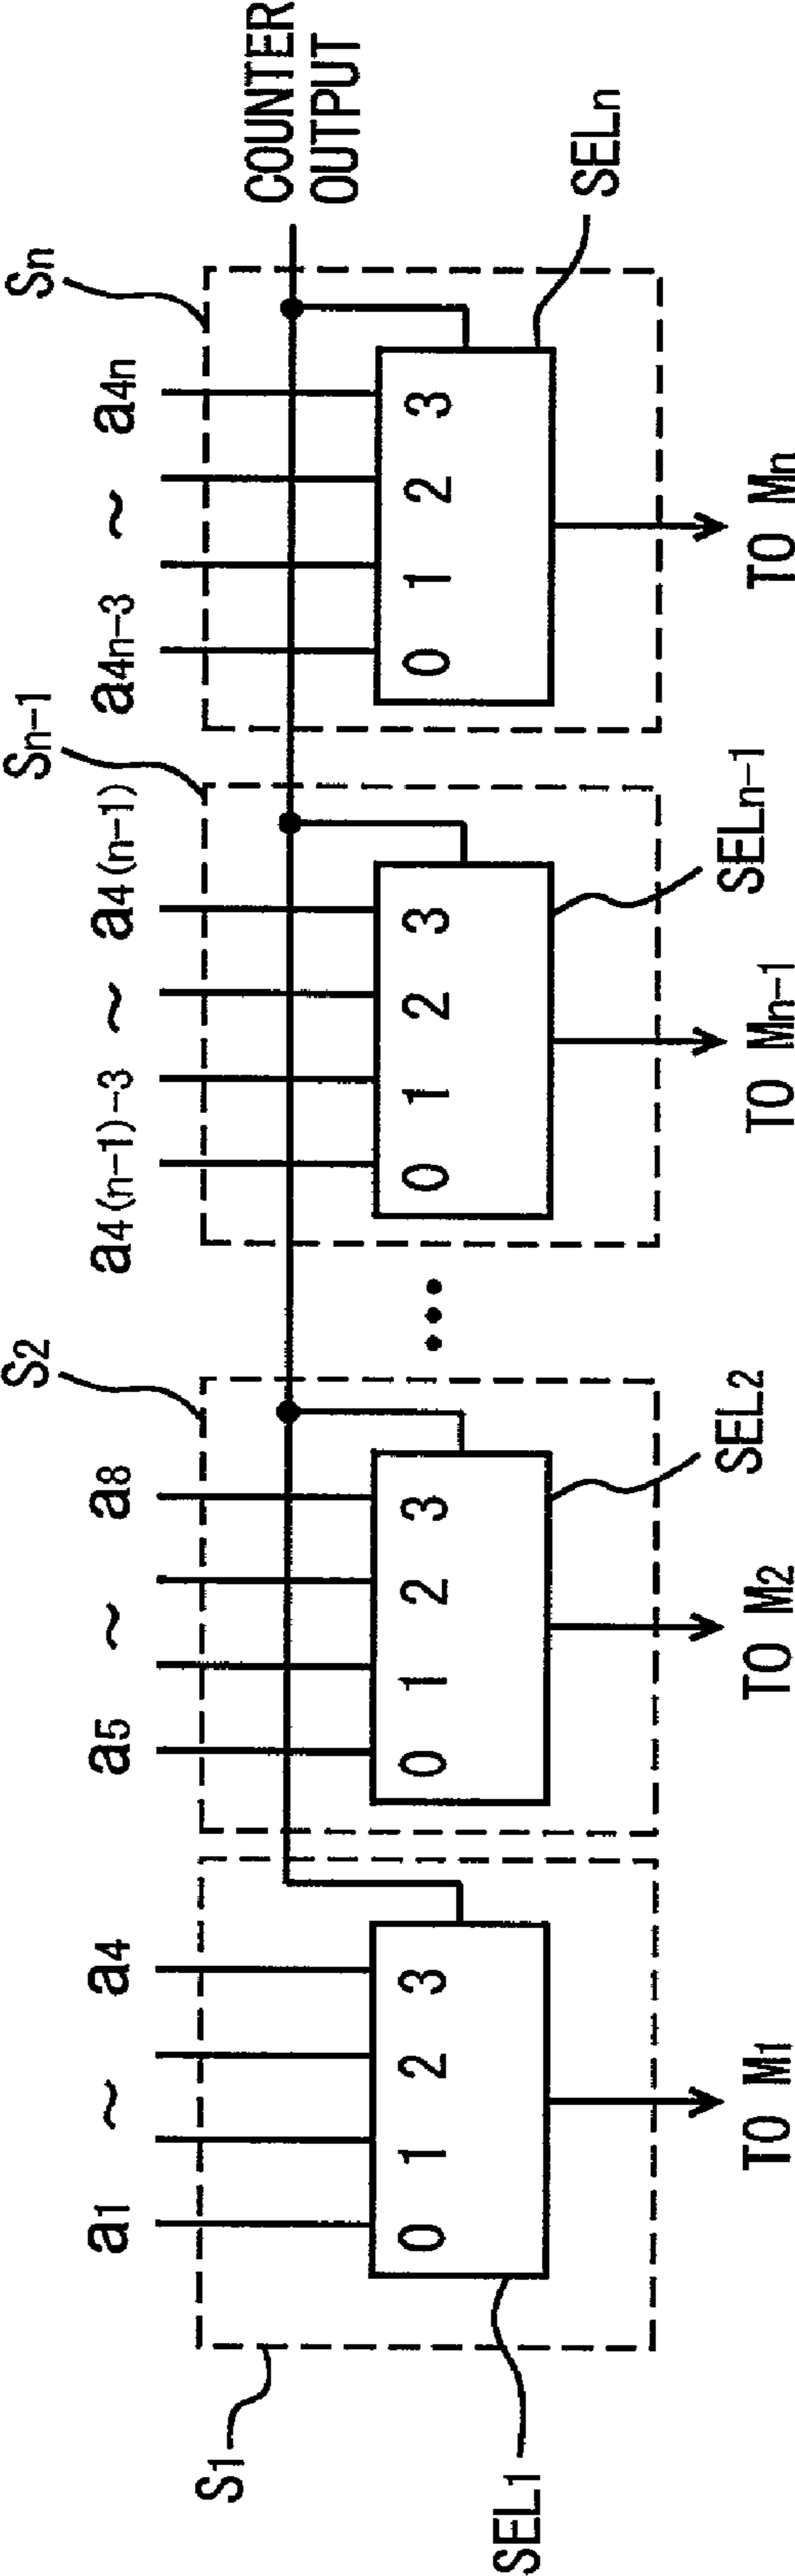 S1 S2 Sn-1 Sn
a1 ~ a4 a5 ~ a8 a4(n-1)-3 ~ a4(n-1) a4n-3 ~ a4n
COUNTER
OUTPUT
0 1 2 3 0 1 2 3 0 1 2 3 0 1 2 3
•••
SEL1 SEL2 SELn-1 SELn
TO M1 TO M2 TO Mn-1 TO Mn